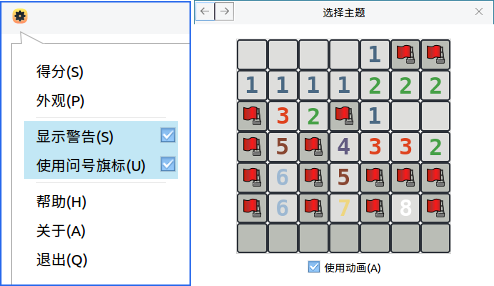 得分(S)
外观(P)
显示警告(S)
使用问号旗标(U)
帮助(H)
关于(A)
退出(Q)
选择主题
1
1 1 1 1 2 2 2
3 2 1
5 4 3 3 2
6 5
6 7 8
使用动画(A)